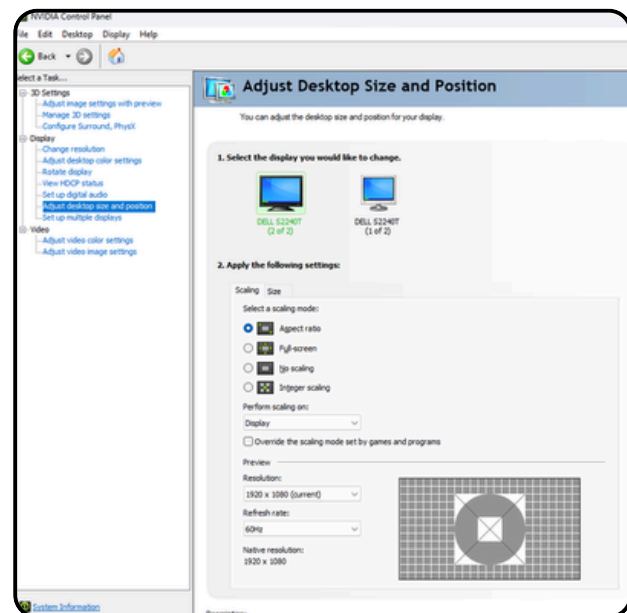 NVIDIA Control Panel
File Edit Desktop Display Help
Back
Select a Task...
3D Settings
Adjust image settings with preview
Manage 3D settings
Configure Surround, PhysX
Display
Change resolution
Adjust desktop color settings
Rotate display
View HDCP status
Set up digital audio
Adjust desktop size and position
Set up multiple displays
Video
Adjust video color settings
Adjust video image settings
System Information
Adjust Desktop Size and Position
You can adjust the desktop size and position for your display.
1. Select the display you would like to change.
DELL S2240T
(2 of 2)
DELL S2240T
(1 of 2)
2. Apply the following settings:
Scaling Size
Select a scaling mode:
Aspect ratio
Full-screen
No scaling
Integer scaling
Perform scaling on:
Display
Override the scaling mode set by games and programs
Preview
Resolution:
1920 x 1080 (current)
Refresh rate:
60Hz
Native resolution:
1920 x 1080